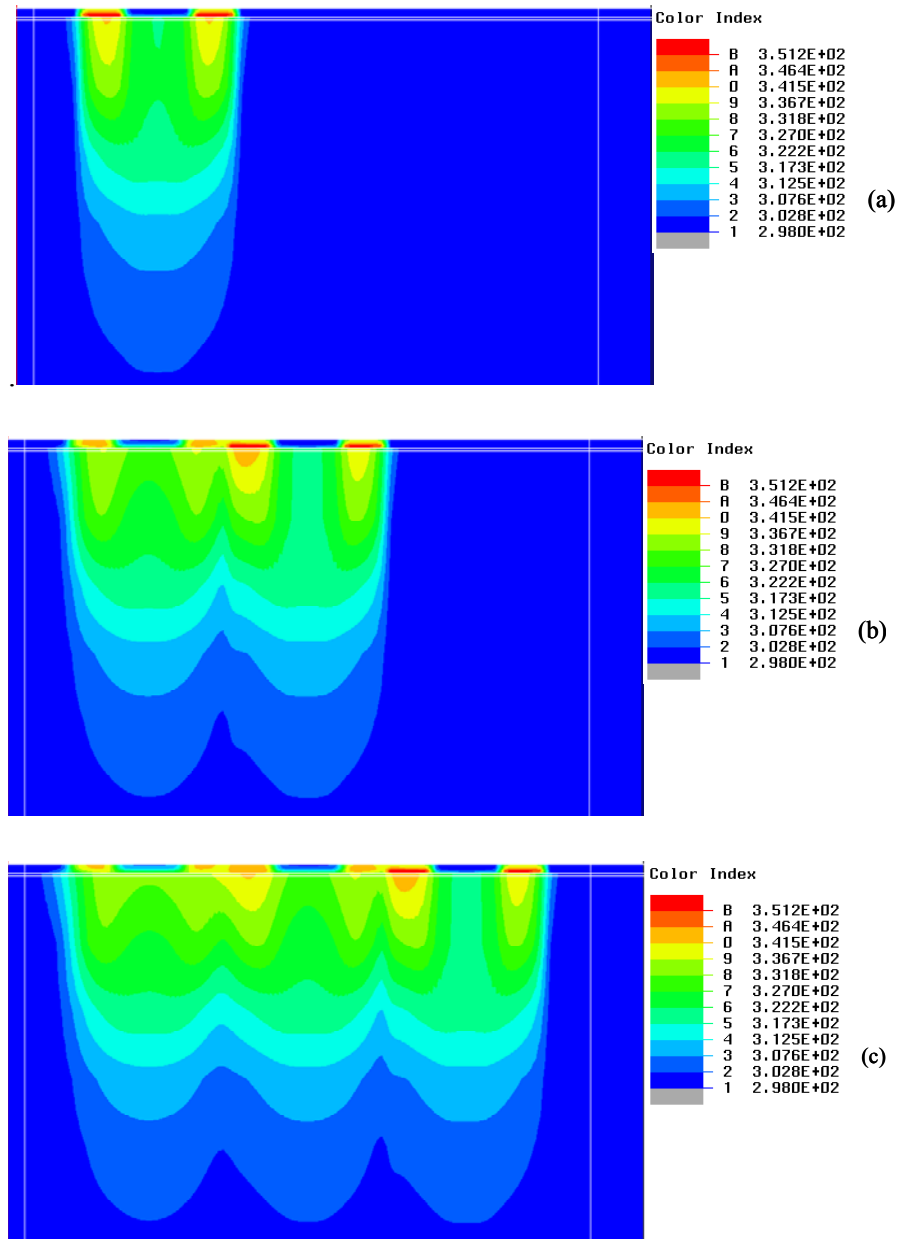 Color Index
B 3.512E+02
A 3.464E+02
0 3.415E+02
9 3.367E+02
8 3.318E+02
7 3.270E+02
6 3.222E+02
5 3.173E+02
4 3.125E+02
3 3.076E+02
2 3.028E+02
1 2.980E+02
(a)
Color Index
B 3.512E+02
A 3.464E+02
0 3.415E+02
9 3.367E+02
8 3.318E+02
7 3.270E+02
6 3.222E+02
5 3.173E+02
4 3.125E+02
3 3.076E+02
2 3.028E+02
1 2.980E+02
(b)
Color Index
B 3.512E+02
A 3.464E+02
0 3.415E+02
9 3.367E+02
8 3.318E+02
7 3.270E+02
6 3.222E+02
5 3.173E+02
4 3.125E+02
3 3.076E+02
2 3.028E+02
1 2.980E+02
(c)